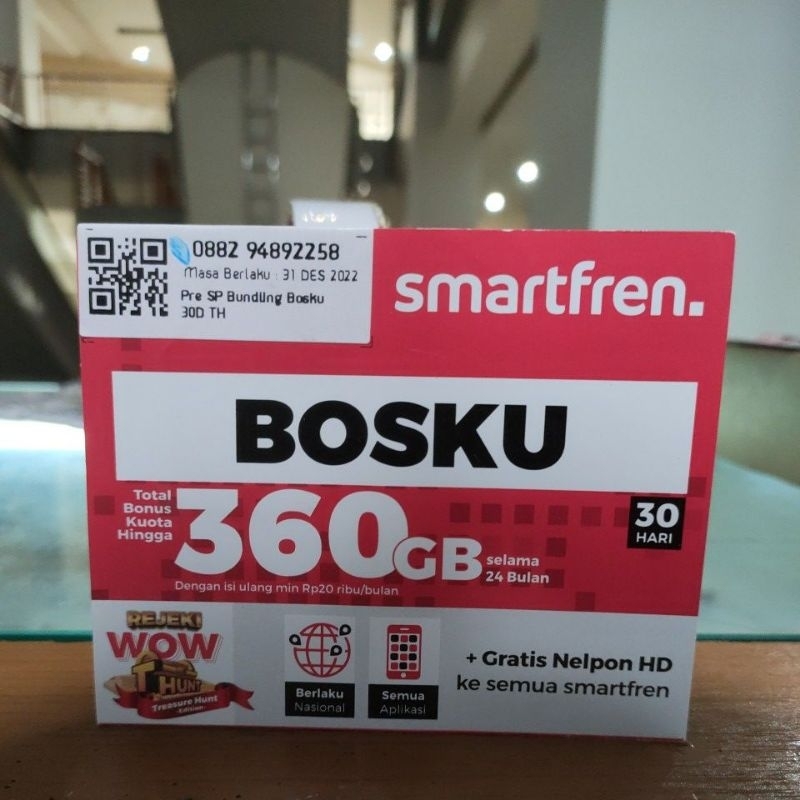 0882 94892258
Masa Berlaku : 31 DES 2022
Pre SP Bundling Bosku
30D TH
smartfren.
BOSKU
Total
Bonus
Kuota
Hingga
360GB
selama
24 Bulan
30
HARI
Dengan isi ulang min Rp20 ribu/bulan
REJEKI
WOW
THUNT
Treasure Hunt
-Edition-
Berlaku
Nasional
Semua
Aplikasi
+ Gratis Nelpon HD
ke semua smartfren